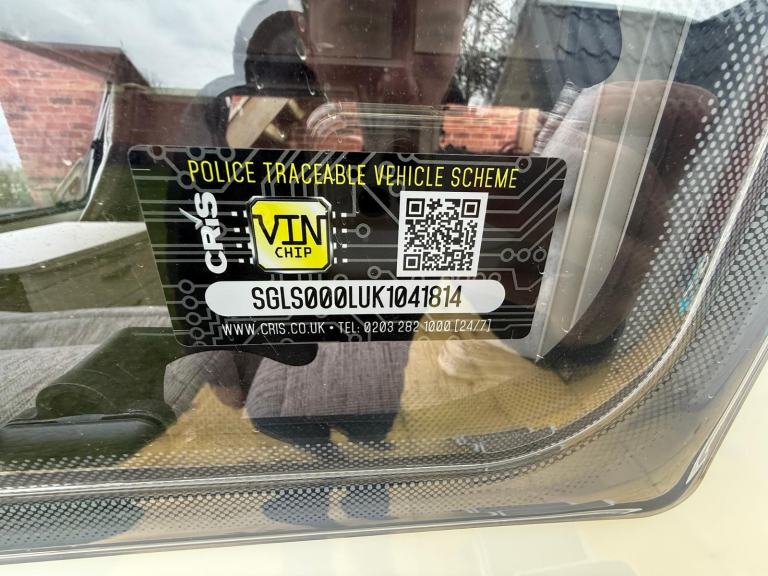 POLICE TRACEABLE VEHICLE SCHEME
CRiS
VIN
CHIP
SGLS000LUK1041814
WWW.CRIS.CO.UK • TEL: 0203 282 1000 [24/7]